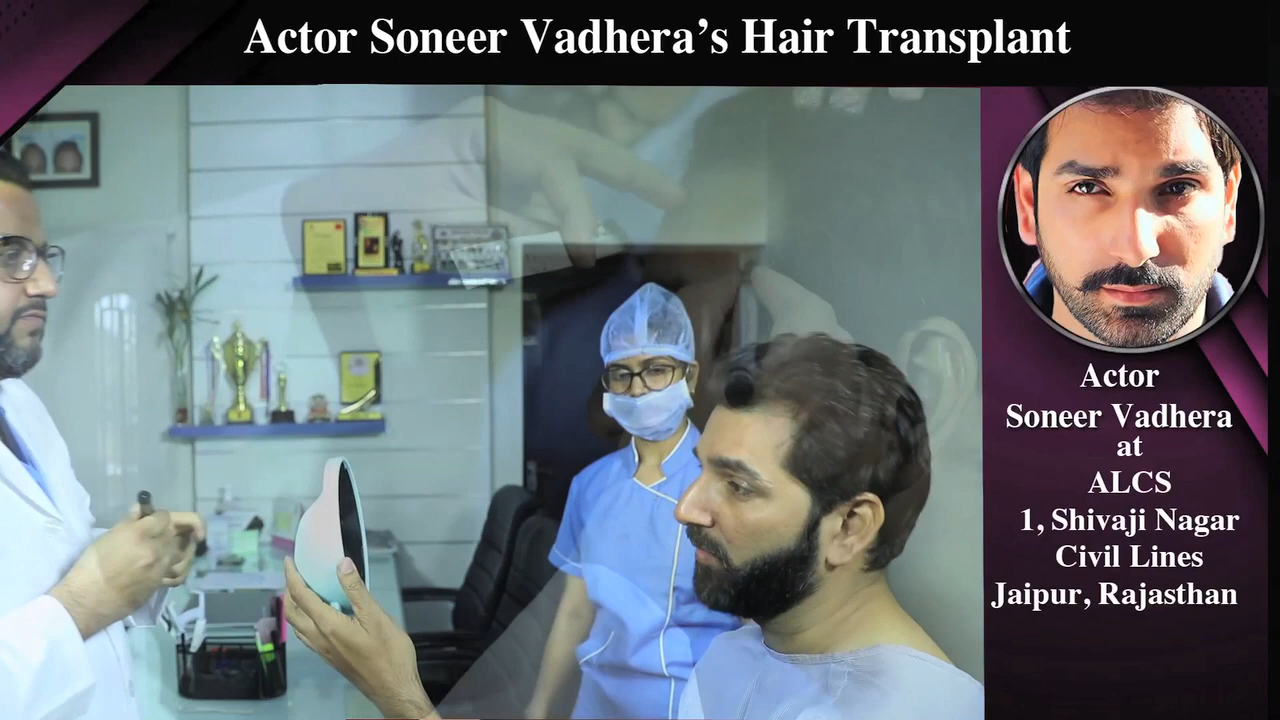 Actor Soneer Vadhera’s Hair Transplant
Actor
Soneer Vadhera
at
ALCS
1, Shivaji Nagar
Civil Lines
Jaipur, Rajasthan